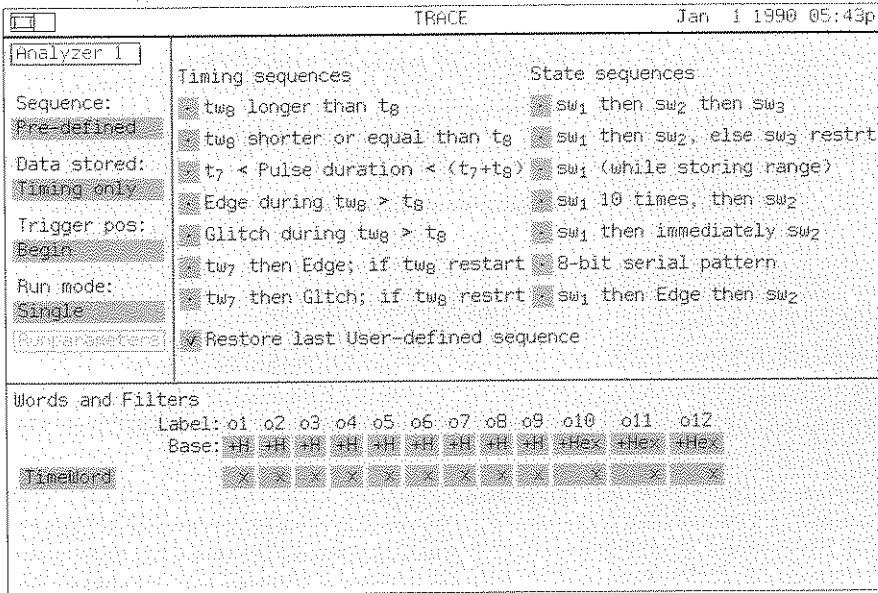 TRACE Jan 1 1990 05:43p
Analyzer 1
Sequence:
Pre-defined
Data stored:
Timing only
Trigger pos:
Begin
Run mode:
Single
Runparameters
Timing sequences
tw8 longer than t8
tw8 shorter or equal than t8
t7 < Pulse duration < (t7+t8)
Edge during tw8 > t8
Glitch during tw8 > t8
tw7 then Edge; if tw8 restart
tw7 then Gltch; if tw8 restrt
v Restore last User-defined sequence
State sequences
sw1 then sw2 then sw3
sw1 then sw2, else sw3 restrt
sw1 (while storing range)
sw1 10 times, then sw2
sw1 then immediately sw2
8-bit serial pattern
sw1 then Edge then sw2
Words and Filters
Label: o1 o2 o3 o4 o5 o6 o7 o8 o9 o10 o11 o12
Base: +H +H +H +H +H +H +H +H +H +Hex +Hex +Hex
TimeWord x x x x x x x x x x x x